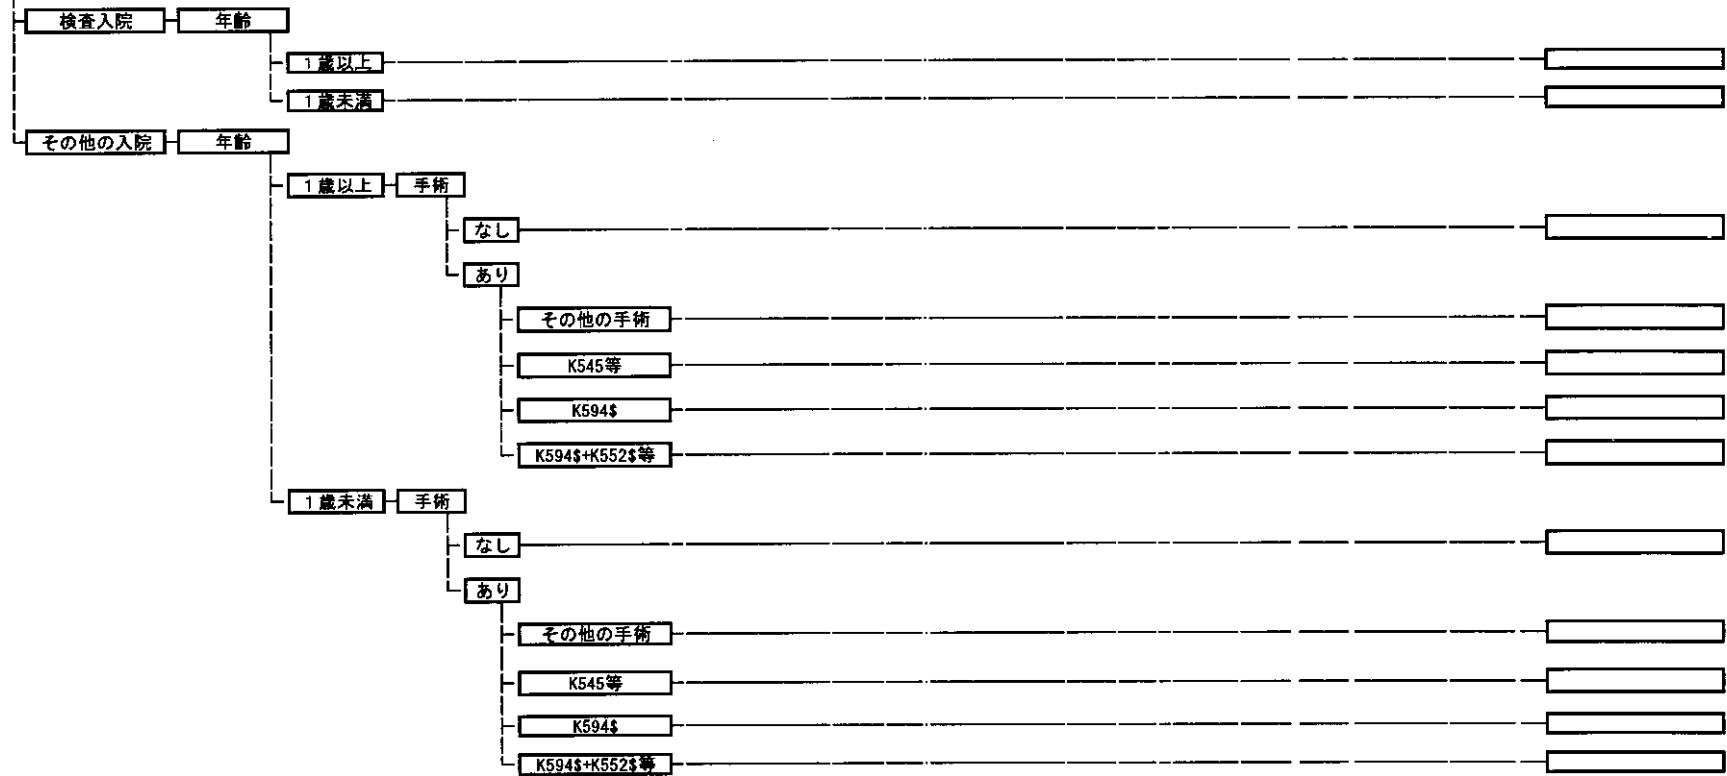 検査入院 年齢
1歳以上
1歳未満
その他の入院 年齢
1歳以上 手術
なし
あり
その他の手術
K545等
K594$
K594$+K552$等
1歳未満 手術
なし
あり
その他の手術
K545等
K594$
K594$+K552$等